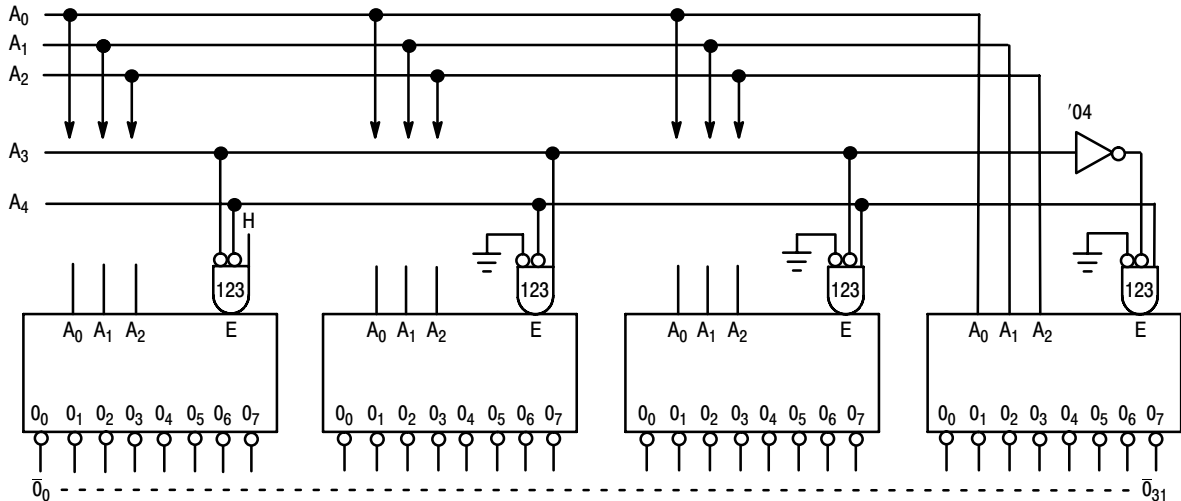 A₀
A₁
A₂
'04
A₃
A₄
H
123 123 123 123
A₀ A₁ A₂ E A₀ A₁ A₂ E A₀ A₁ A₂ E A₀ A₁ A₂ E
0₀ 0₁ 0₂ 0₃ 0₄ 0₅ 0₆ 0₇ 0₀ 0₁ 0₂ 0₃ 0₄ 0₅ 0₆ 0₇ 0₀ 0₁ 0₂ 0₃ 0₄ 0₅ 0₆ 0₇ 0₀ 0₁ 0₂ 0₃ 0₄ 0₅ 0₆ 0₇
0̅₀ 0̅₃₁